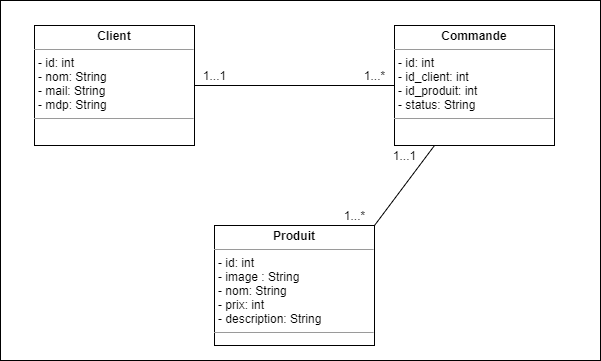 Client
- id: int
- nom: String
- mail: String
- mdp: String
1...1
1...*
Commande
- id: int
- id_client: int
- id_produit: int
- status: String
1...1
1...*
Produit
- id: int
- image : String
- nom: String
- prix: int
- description: String